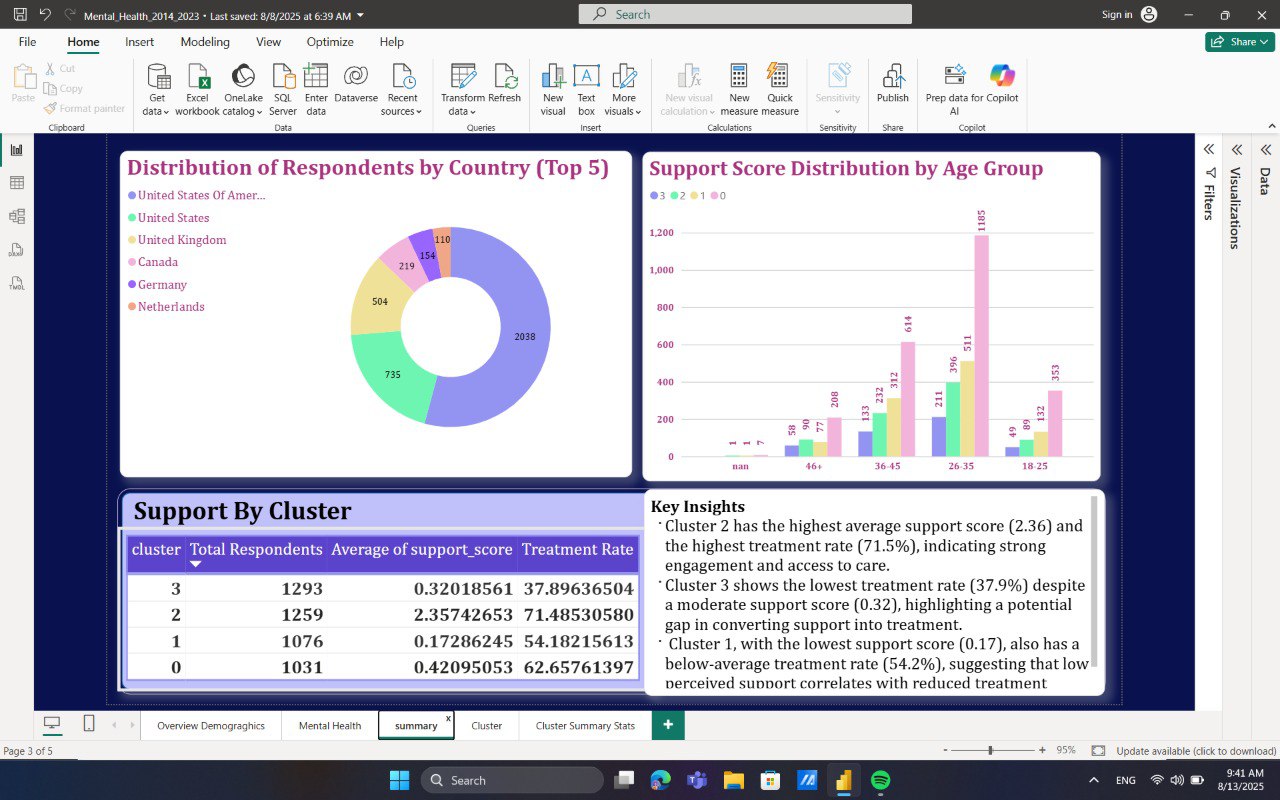 Mental_Health_2014_2023 • Last saved: 8/8/2025 at 6:39 AM
Search
Sign in
File Home Insert Modeling View Optimize Help
Share
Paste
Cut
Copy
Format painter
Clipboard
Get data
Excel workbook
OneLake catalog
SQL Server
Enter data
Dataverse
Recent sources
Data
Transform data
Refresh
Queries
New visual
Text box
More visuals
Insert
New visual calculation
New measure
Quick measure
Calculations
Sensitivity
Sensitivity
Publish
Share
Prep data for AI
Copilot
Copilot
Distribution of Respondents by Country (Top 5)
United States Of Amer...
United States
United Kingdom
Canada
Germany
Netherlands
110
154
219
504
735
2038
Support Score Distribution by Age Group
3 2 1 0
1,200
1,000
800
600
400
200
0
1 1 7
58 90 77 208
133 232 312 614
211 396 511 1185
49 89 132 353
nan 46+ 36-45 26-35 18-25
Support By Cluster
cluster Total Respondents Average of support_score Treatment Rate
3 1293 0.32018561 37.89636504
2 1259 2.35742653 71.48530580
1 1076 0.17286245 54.18215613
0 1031 0.42095053 62.65761397
Key Insights
· Cluster 2 has the highest average support score (2.36) and
the highest treatment rate (71.5%), indicating strong
engagement and access to care.
· Cluster 3 shows the lowest treatment rate (37.9%) despite
a moderate support score (0.32), highlighting a potential
gap in converting support into treatment.
· Cluster 1, with the lowest support score (0.17), also has a
below-average treatment rate (54.2%), suggesting that low
perceived support correlates with reduced treatment
Filters
Visualizations
Data
Overview Demograghics
Mental Health
summary
x
Cluster
Cluster Summary Stats
+
Page 3 of 5
- + 95%
Update available (click to download)
Search
ENG
9:41 AM
8/13/2025